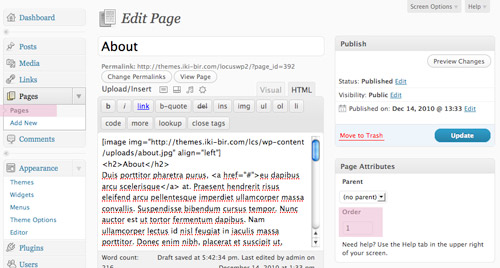 Screen Options
Help
Edit Page
Dashboard
Posts
Media
Links
Pages
Pages
Add New
Comments
Appearance
Themes
Widgets
Menus
Theme Options
Editor
Plugins
Users
About
Permalink: http://themes.iki-bir.com/locuswp2/?page_id=392
Change Permalinks
View Page
Upload/Insert
Visual
HTML
b
i
link
b-quote
del
ins
img
ul
ol
li
code
more
lookup
close tags
[image img="http://themes.iki-bir.com/lcs/wp-content
/uploads/about.jpg" align="left"]
<h2>About</h2>
Duis porttitor pharetra purus, <a href="#">eu dapibus
arcu scelerisque</a> at. Praesent hendrerit risus
eleifend arcu pellentesque imperdiet ullamcorper massa
convallis. Suspendisse bibendum cursus tempor. Nunc
auctor est ut tortor fermentum dapibus. Nam
ullamcorper lectus id nisl feugiat in iaculis massa
porttitor. Donec enim nibh, placerat et suscipit ut,
Word count:
216
Draft saved at 5:42:34 pm. Last edited by admin on
December 14, 2010 at 1:33 pm
Publish
Preview Changes
Status: Published Edit
Visibility: Public Edit
Published on: Dec 14, 2010 @ 13:33 Edit
Move to Trash
Update
Page Attributes
Parent
(no parent)
Order
1
Need help? Use the Help tab in the upper
right of your screen.